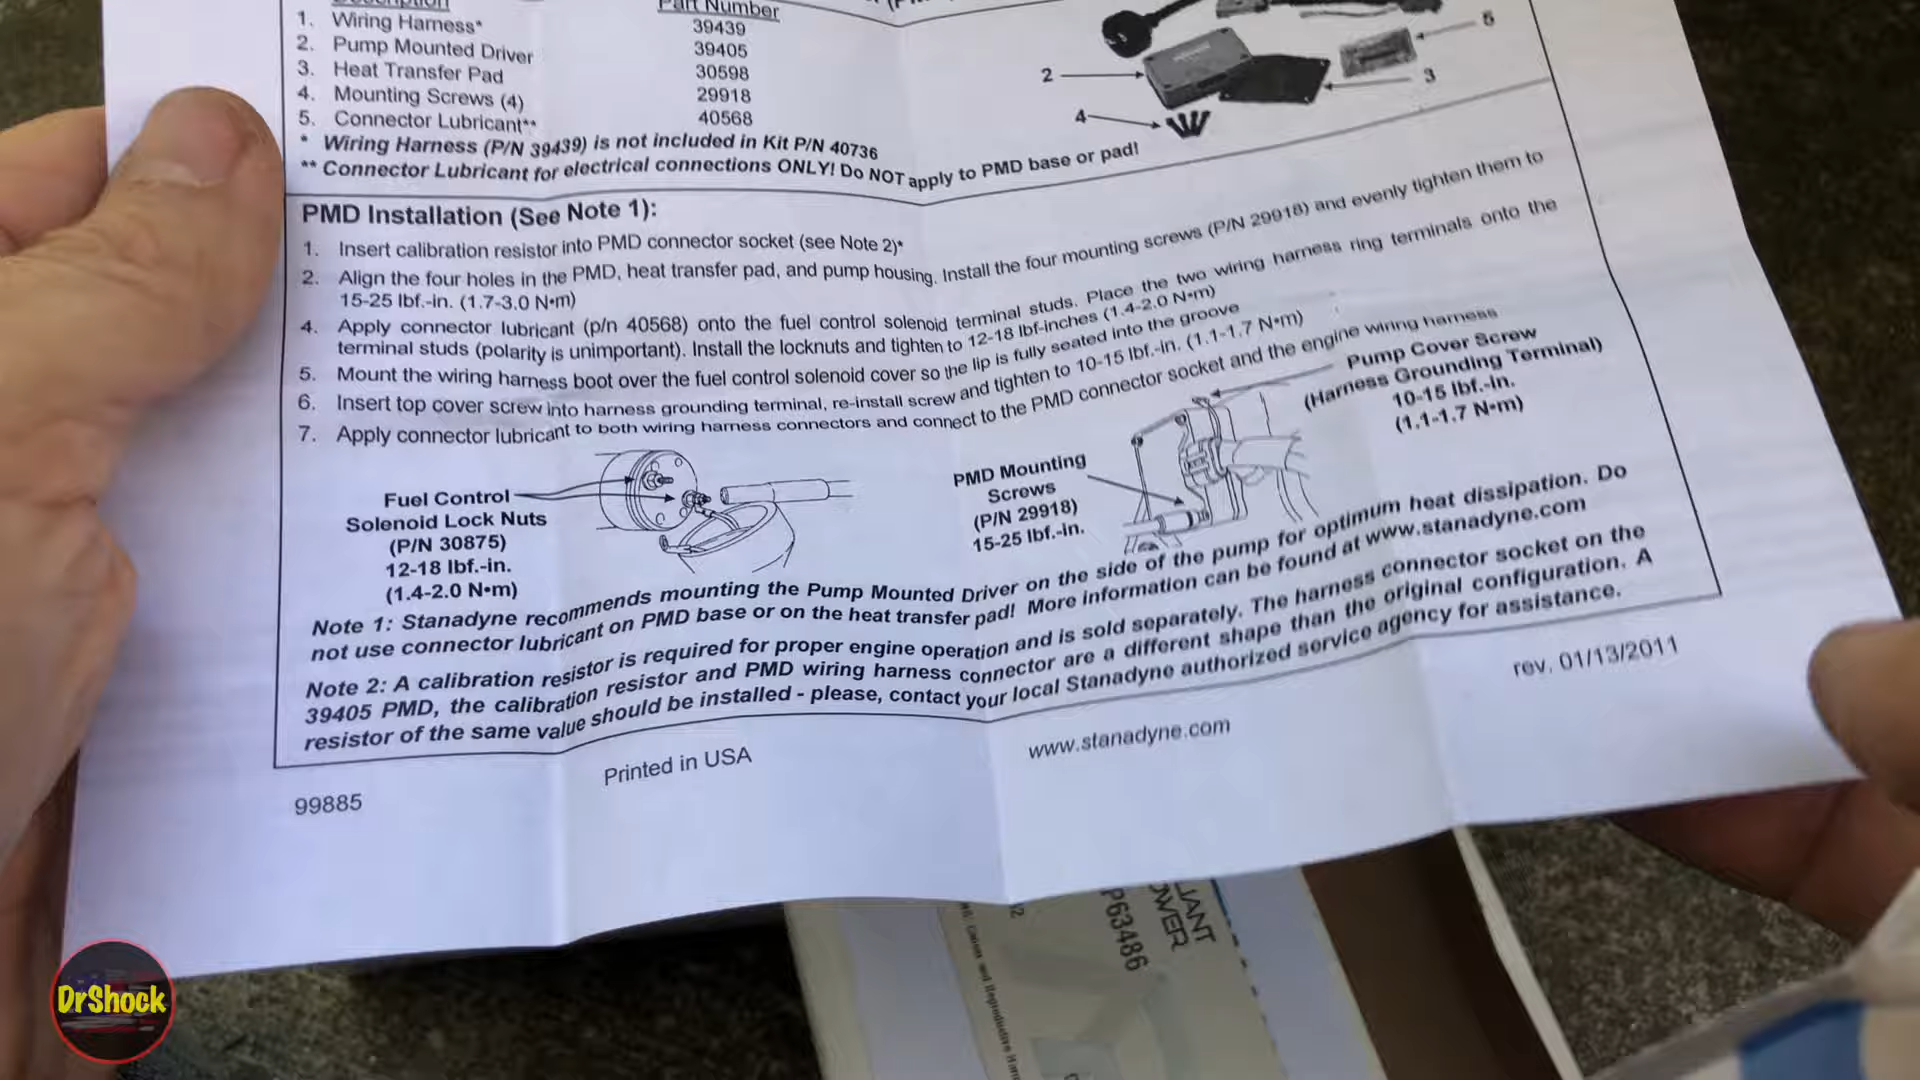 Description Part Number
1. Wiring Harness* 39439
2. Pump Mounted Driver 39405
3. Heat Transfer Pad 30598
4. Mounting Screws (4) 29918
5. Connector Lubricant** 40568
* Wiring Harness (P/N 39439) is not included in Kit P/N 40736
** Connector Lubricant for electrical connections ONLY! Do NOT apply to PMD base or pad!
5
2
3
4
PMD Installation (See Note 1):
1. Insert calibration resistor into PMD connector socket (see Note 2)*
2. Align the four holes in the PMD, heat transfer pad, and pump housing. Install the four mounting screws (P/N 29918) and evenly tighten them to
15-25 lbf.-in. (1.7-3.0 N•m)
4. Apply connector lubricant (p/n 40568) onto the fuel control solenoid terminal studs. Place the two wiring harness ring terminals onto the
terminal studs (polarity is unimportant). Install the locknuts and tighten to 12-18 lbf-inches (1.4-2.0 N•m)
5. Mount the wiring harness boot over the fuel control solenoid cover so the lip is fully seated into the groove
6. Insert top cover screw into harness grounding terminal, re-install screw and tighten to 10-15 lbf.-in. (1.1-1.7 N•m)
7. Apply connector lubricant to both wiring harness connectors and connect to the PMD connector socket and the engine wiring harness
Fuel Control
Solenoid Lock Nuts
(P/N 30875)
12-18 lbf.-in.
(1.4-2.0 N•m)
PMD Mounting
Screws
(P/N 29918)
15-25 lbf.-in.
Pump Cover Screw
(Harness Grounding Terminal)
10-15 lbf.-in.
(1.1-1.7 N•m)
Note 1: Stanadyne recommends mounting the Pump Mounted Driver on the side of the pump for optimum heat dissipation. Do
not use connector lubricant on PMD base or on the heat transfer pad! More information can be found at www.stanadyne.com
Note 2: A calibration resistor is required for proper engine operation and is sold separately. The harness connector socket on the
39405 PMD, the calibration resistor and PMD wiring harness connector are a different shape than the original configuration. A
resistor of the same value should be installed - please, contact your local Stanadyne authorized service agency for assistance.
99885
Printed in USA
www.stanadyne.com
rev. 01/13/2011
LIANT
OWER
P63486
DrShock